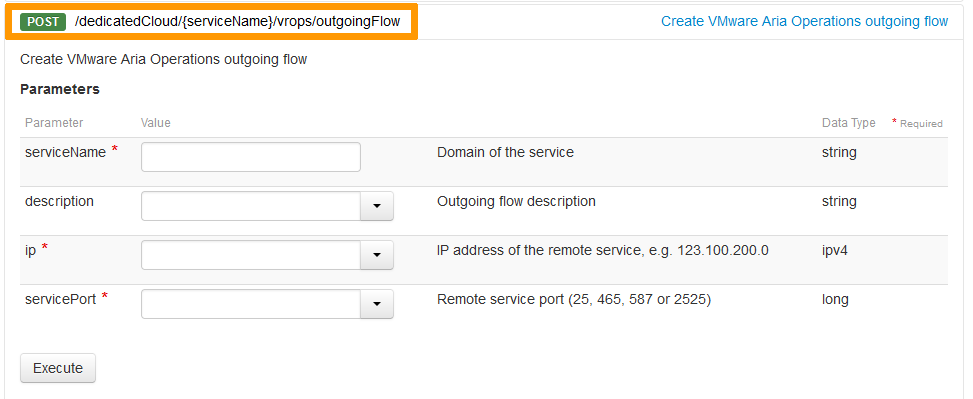 POST /dedicatedCloud/{serviceName}/vrops/outgoingFlow Create VMware Aria Operations outgoing flow
Create VMware Aria Operations outgoing flow
Parameters
Parameter Value Data Type * Required
serviceName * Domain of the service string
description Outgoing flow description string
ip * IP address of the remote service, e.g. 123.100.200.0 ipv4
servicePort * Remote service port (25, 465, 587 or 2525) long
Execute